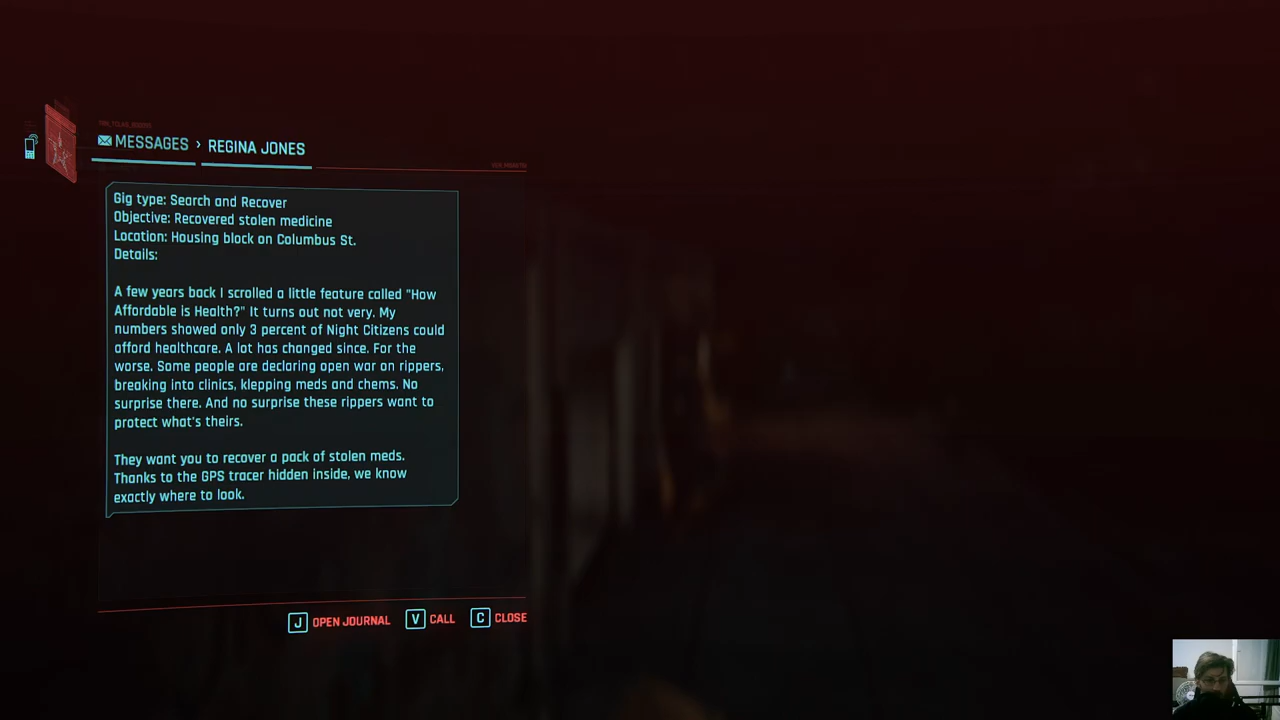 MESSAGES › REGINA JONES
Gig type: Search and Recover
Objective: Recovered stolen medicine
Location: Housing block on Columbus St.
Details:
A few years back I scrolled a little feature called "How
Affordable is Health?" It turns out not very. My
numbers showed only 3 percent of Night Citizens could
afford healthcare. A lot has changed since. For the
worse. Some people are declaring open war on rippers,
breaking into clinics, klepping meds and chems. No
surprise there. And no surprise these rippers want to
protect what's theirs.
They want you to recover a pack of stolen meds.
Thanks to the GPS tracer hidden inside, we know
exactly where to look.
J OPEN JOURNAL V CALL C CLOSE